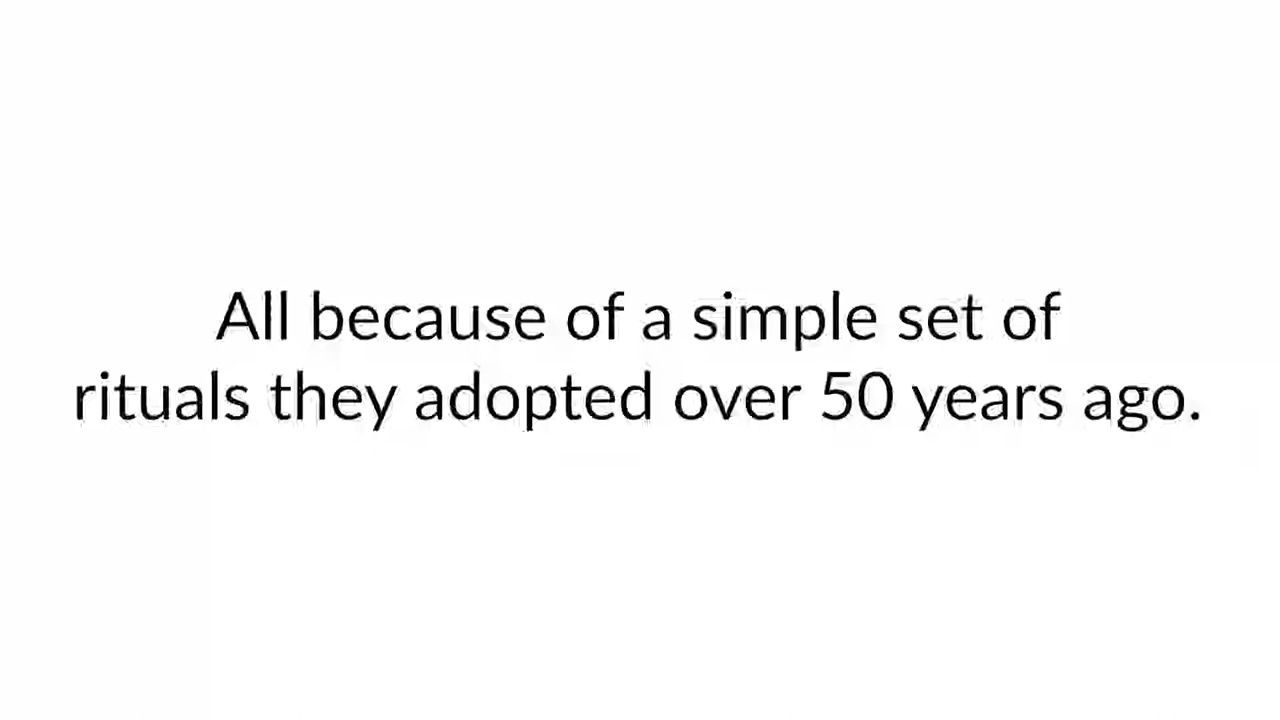 All because of a simple set of
rituals they adopted over 50 years ago.